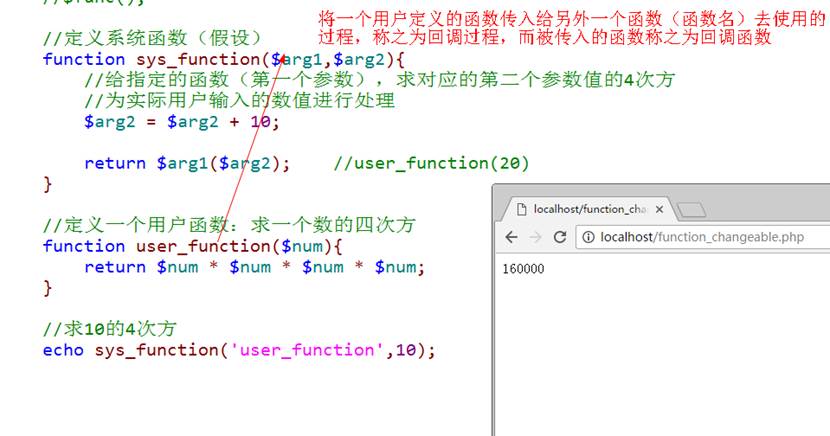 //$func();
将一个用户定义的函数传入给另外一个函数（函数名）去使用的
过程，称之为回调过程，而被传入的函数称之为回调函数
//定义系统函数（假设）
function sys_function($arg1,$arg2){
//给指定的函数（第一个参数），求对应的第二个参数值的4次方
//为实际用户输入的数值进行处理
$arg2 = $arg2 + 10;
return $arg1($arg2);    //user_function(20)
}
//定义一个用户函数：求一个数的四次方
function user_function($num){
return $num * $num * $num * $num;
}
//求10的4次方
echo sys_function('user_function',10);
localhost/function_cha
localhost/function_changeable.php
160000